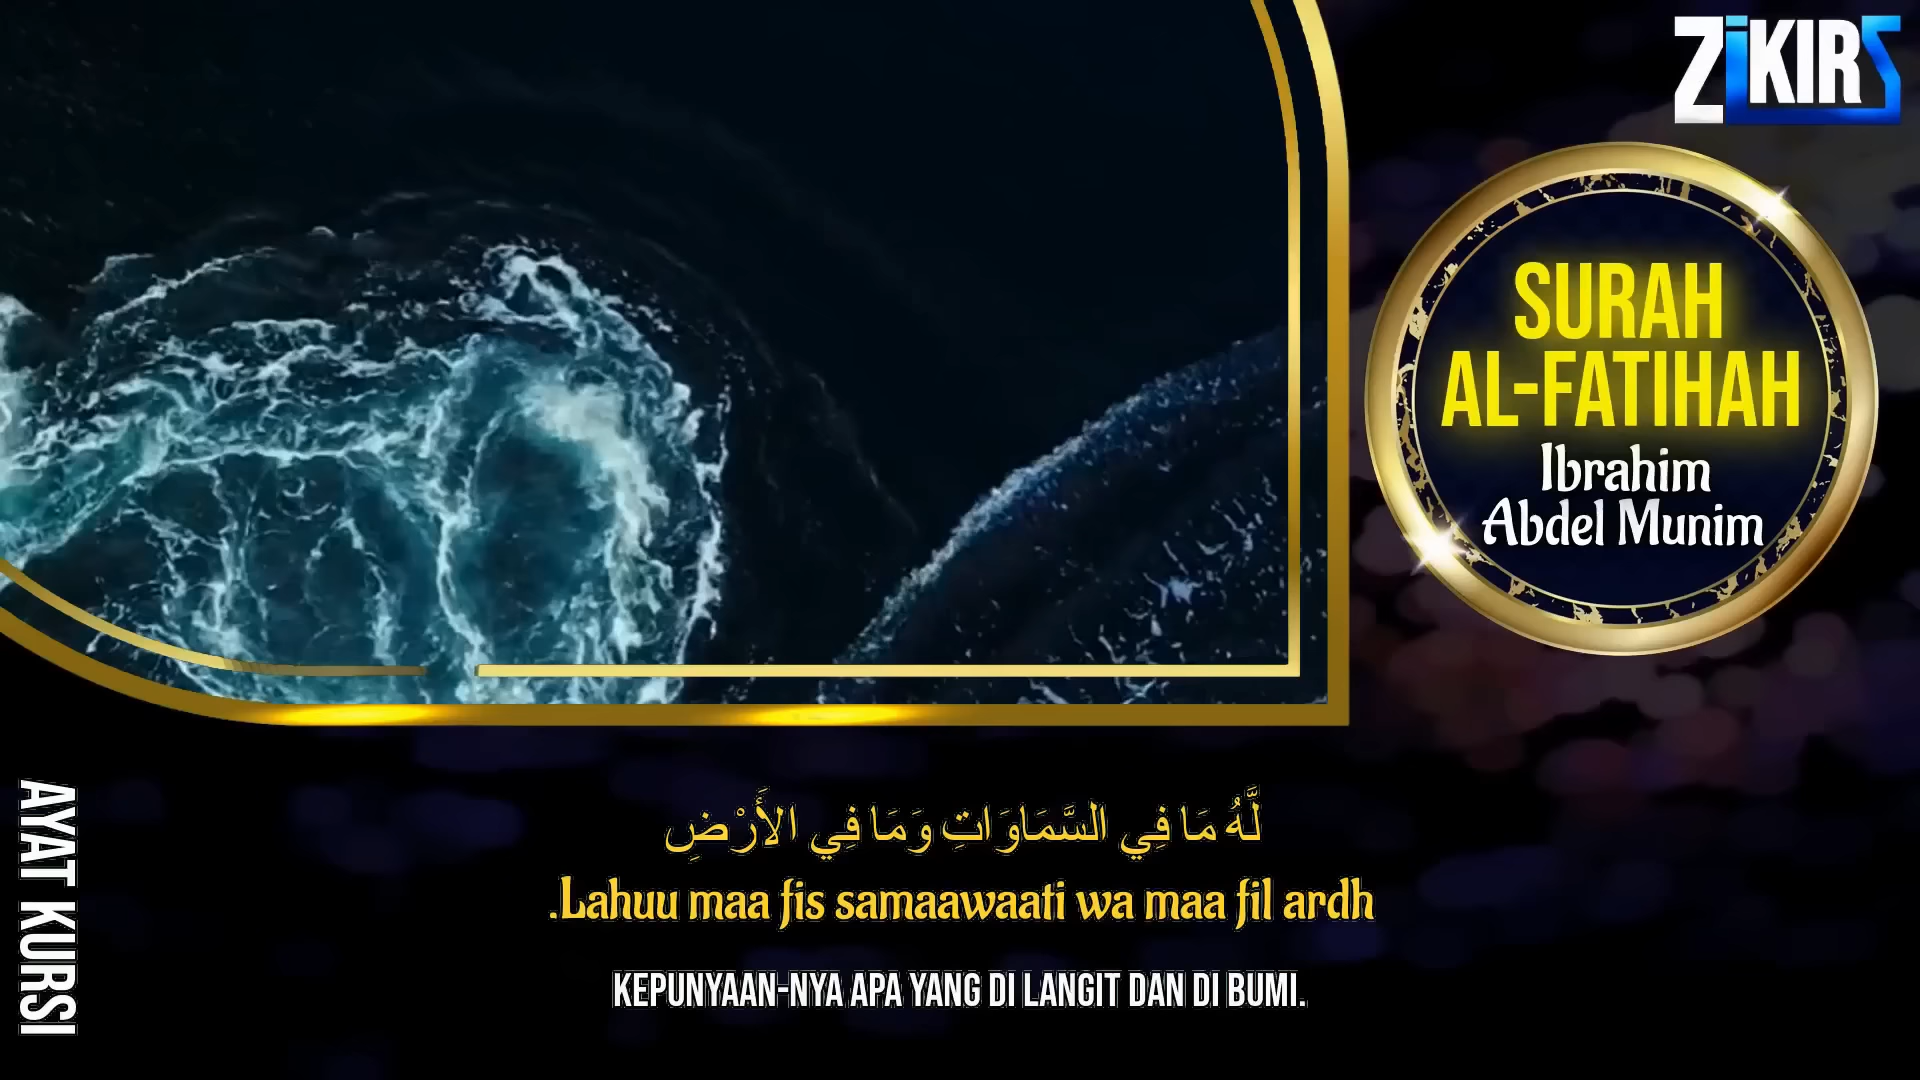 ZiKIRS
SURAH
AL-FATIHAH
Ibrahim
Abdel Munim
لَّهُ مَا فِي السَّمَاوَاتِ وَمَا فِي الأَرْضِ
.Lahuu maa fis samaawaati wa maa fil ardh
KEPUNYAAN-NYA APA YANG DI LANGIT DAN DI BUMI.
AYAT KURSI